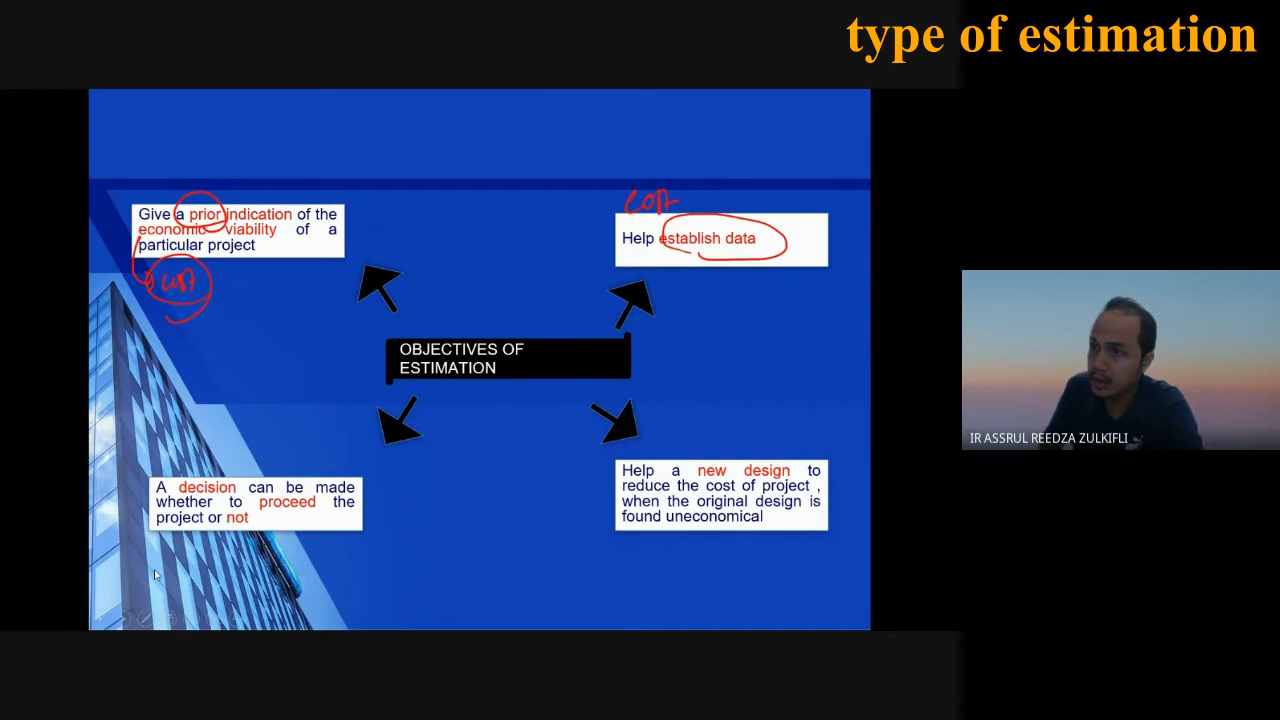 type of estimation
Give a prior indication of the
economic viability of a
particular project
cost
cost
Help establish data
OBJECTIVES OF
ESTIMATION
A decision can be made
whether to proceed the
project or not
Help a new design to
reduce the cost of project ,
when the original design is
found uneconomical
IR ASSRUL REEDZA ZULKIFLI